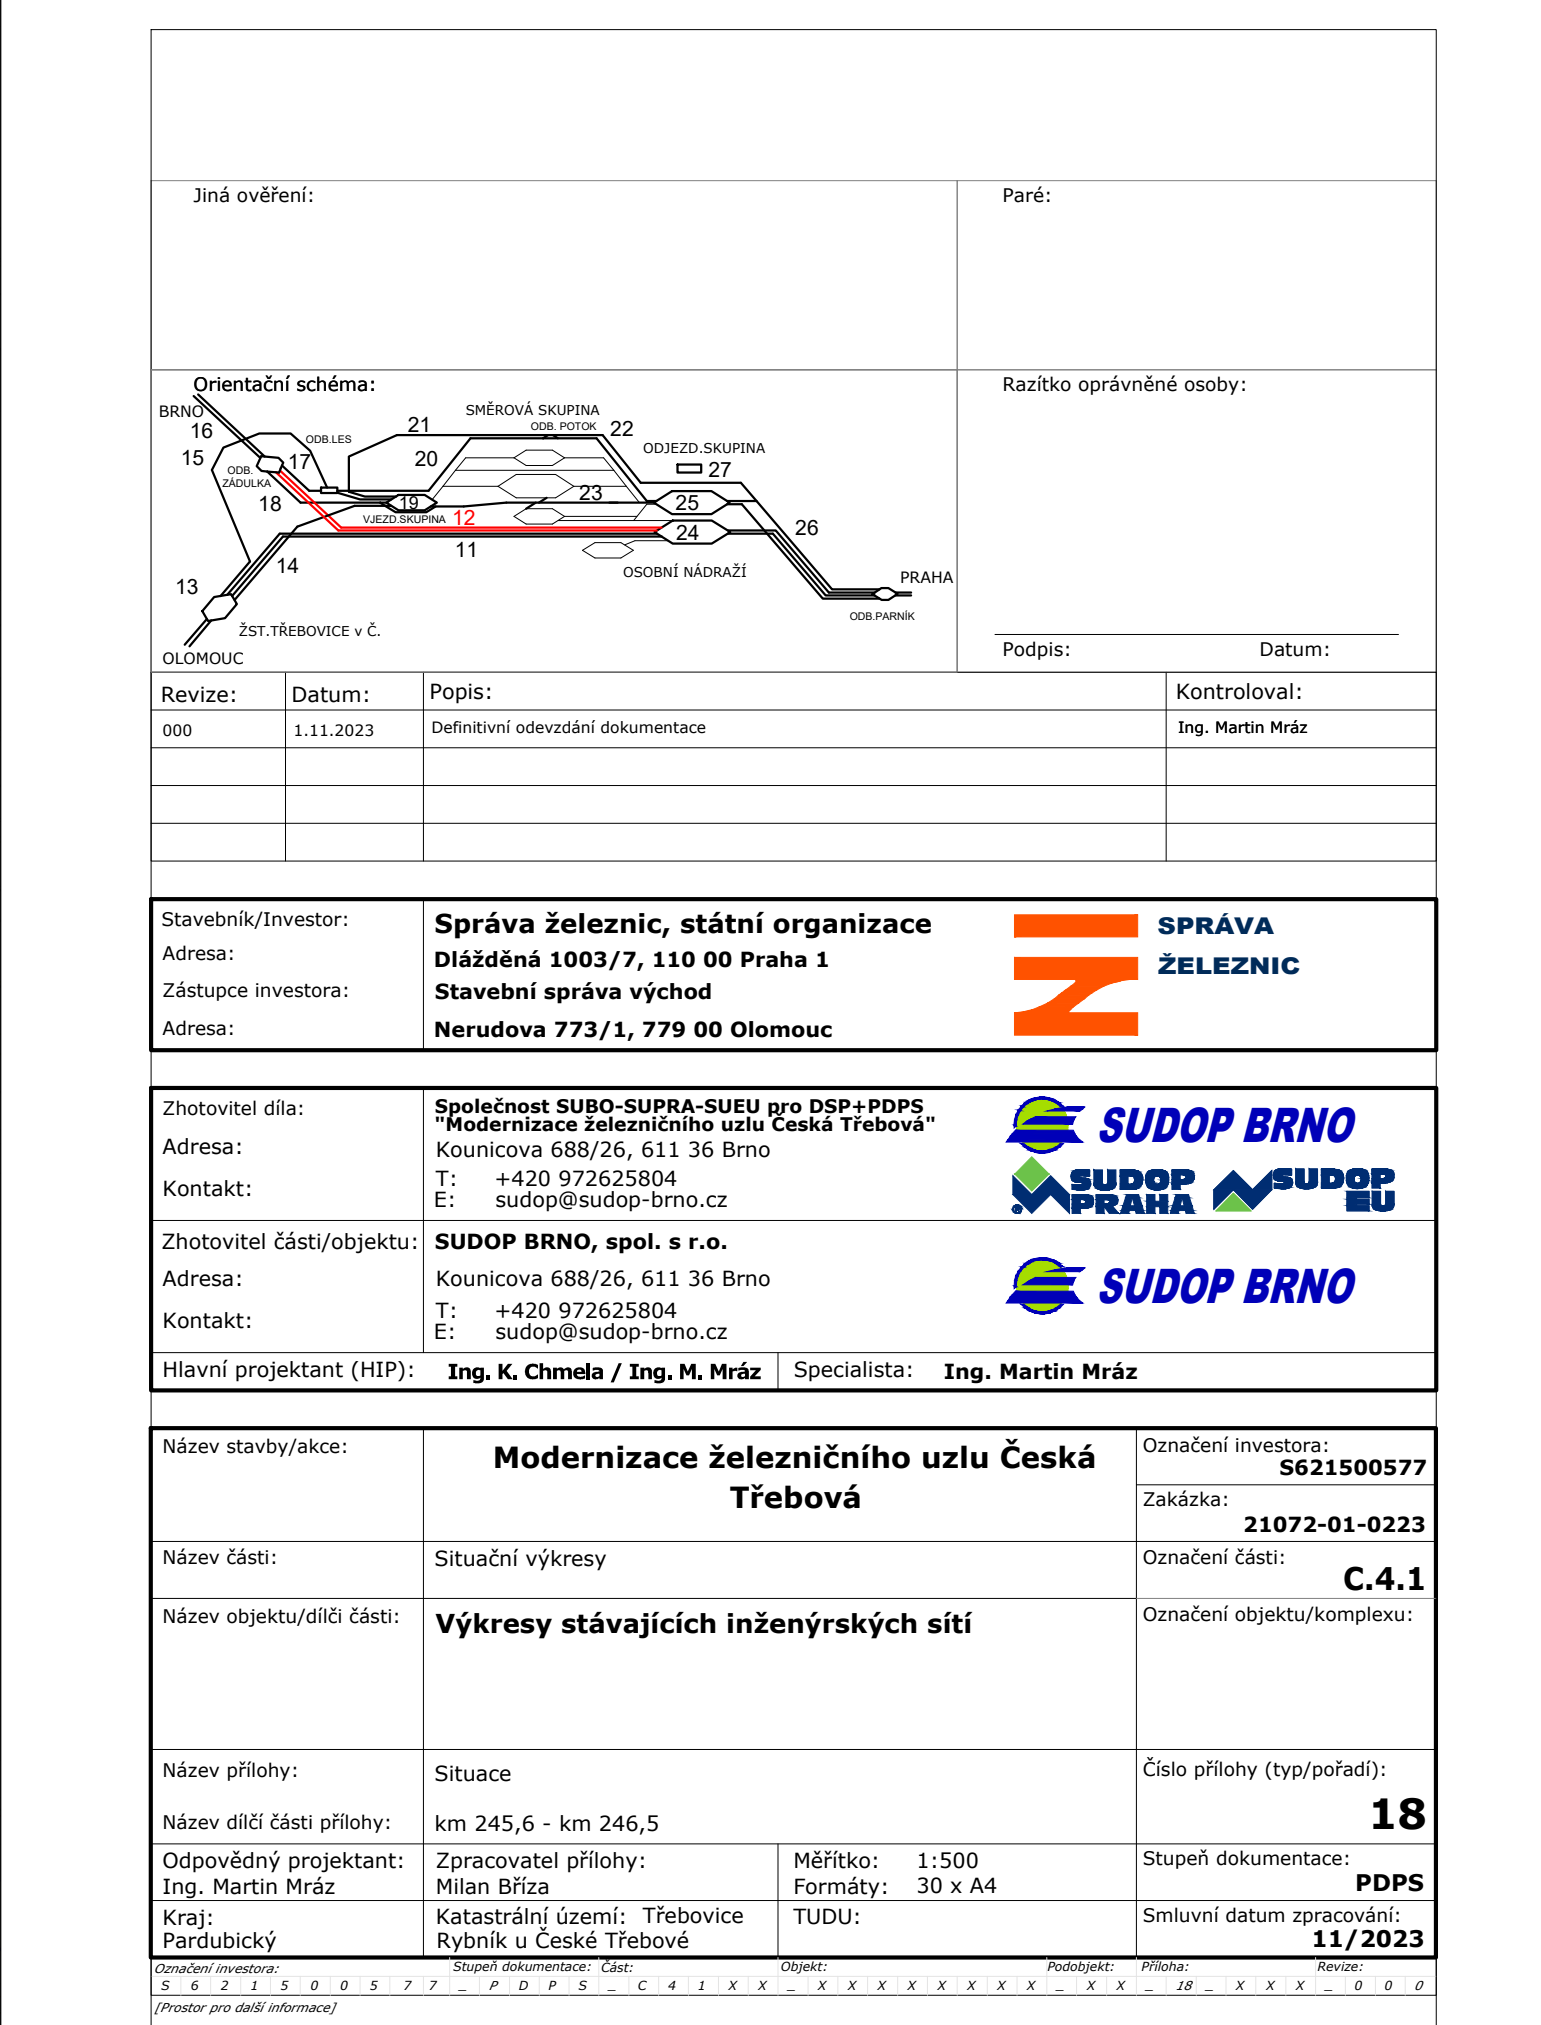 Jiná ověření:
Paré:
Orientační schéma:
Razítko oprávněné osoby:
BRNO
16
15
17
18
ODB.LES
ODB.
ZÁDULKA
21
20
SMĚROVÁ SKUPINA
ODB. POTOK
22
ODJEZD.SKUPINA
27
19
VJEZD.SKUPINA
12
23
25
24
11
26
14
13
OSOBNÍ NÁDRAŽÍ
PRAHA
ODB.PARNÍK
ŽST.TŘEBOVICE v Č.
OLOMOUC
Podpis: Datum:
Revize: Datum: Popis: Kontroloval:
000 1.11.2023 Definitivní odevzdání dokumentace Ing. Martin Mráz
Stavebník/Investor: Správa železnic, státní organizace
Adresa: Dlážděná 1003/7, 110 00 Praha 1
Zástupce investora: Stavební správa východ
Adresa: Nerudova 773/1, 779 00 Olomouc
SPRÁVA
ŽELEZNIC
Zhotovitel díla: Společnost SUBO-SUPRA-SUEU pro DSP+PDPS
"Modernizace železničního uzlu Česká Třebová"
Adresa: Kounicova 688/26, 611 36 Brno
Kontakt: T: +420 972625804
E: sudop@sudop-brno.cz
SUDOP BRNO
SUDOP
PRAHA
®
SUDOP
EU
Zhotovitel části/objektu: SUDOP BRNO, spol. s r.o.
Adresa: Kounicova 688/26, 611 36 Brno
Kontakt: T: +420 972625804
E: sudop@sudop-brno.cz
SUDOP BRNO
Hlavní projektant (HIP): Ing. K. Chmela / Ing. M. Mráz Specialista: Ing. Martin Mráz
Název stavby/akce: Modernizace železničního uzlu Česká
Třebová
Označení investora:
S621500577
Zakázka:
21072-01-0223
Název části: Situační výkresy Označení části:
C.4.1
Název objektu/dílči části: Výkresy stávajících inženýrských sítí Označení objektu/komplexu:
Název přílohy: Situace Číslo přílohy (typ/pořadí):
18
Název dílčí části přílohy: km 245,6 - km 246,5
Odpovědný projektant: Zpracovatel přílohy: Měřítko: 1:500 Stupeň dokumentace:
Ing. Martin Mráz Milan Bříza Formáty: 30 x A4 PDPS
Kraj: Katastrální území: Třebovice TUDU: Smluvní datum zpracování:
Pardubický Rybník u České Třebové 11/2023
Označení investora: Stupeň dokumentace: Část: Objekt: Podobjekt: Příloha: Revize:
S 6 2 1 5 0 0 5 7 7 _ P D P S _ C 4 1 X X _ X X X X X X X X _ X X _ 18 _ X X X _ 0 0 0
[Prostor pro další informace]